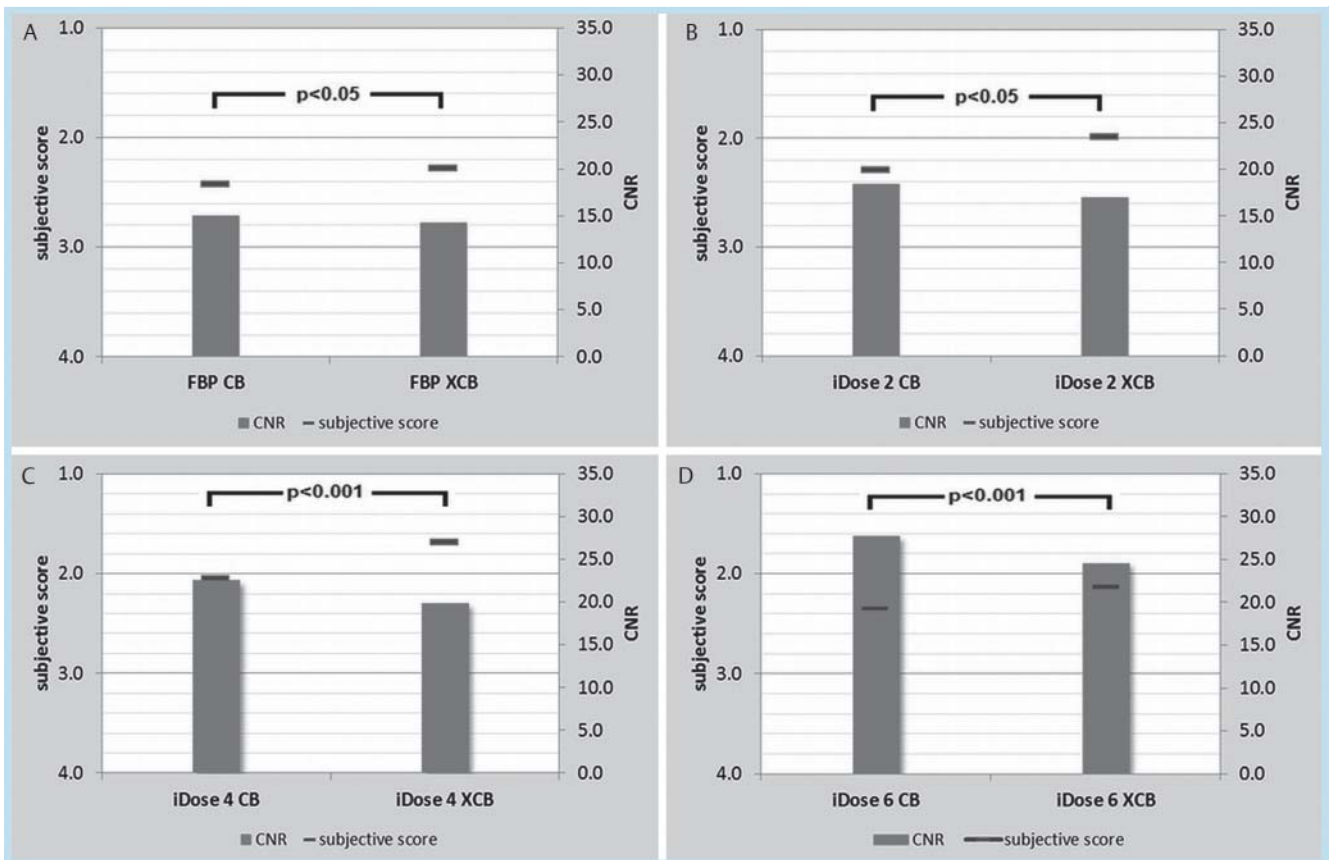 A
1.0
2.0
3.0
4.0
subjective score
35.0
30.0
25.0
20.0
15.0
10.0
5.0
0.0
CNR
p<0.05
FBP CB FBP XCB
CNR subjective score
B
1.0
2.0
3.0
4.0
subjective score
35.0
30.0
25.0
20.0
15.0
10.0
5.0
0.0
CNR
p<0.05
iDose 2 CB iDose 2 XCB
CNR subjective score
C
1.0
2.0
3.0
4.0
subjective score
35.0
30.0
25.0
20.0
15.0
10.0
5.0
0.0
CNR
p<0.001
iDose 4 CB iDose 4 XCB
CNR subjective score
D
1.0
2.0
3.0
4.0
subjective score
35.0
30.0
25.0
20.0
15.0
10.0
5.0
0.0
CNR
p<0.001
iDose 6 CB iDose 6 XCB
CNR subjective score